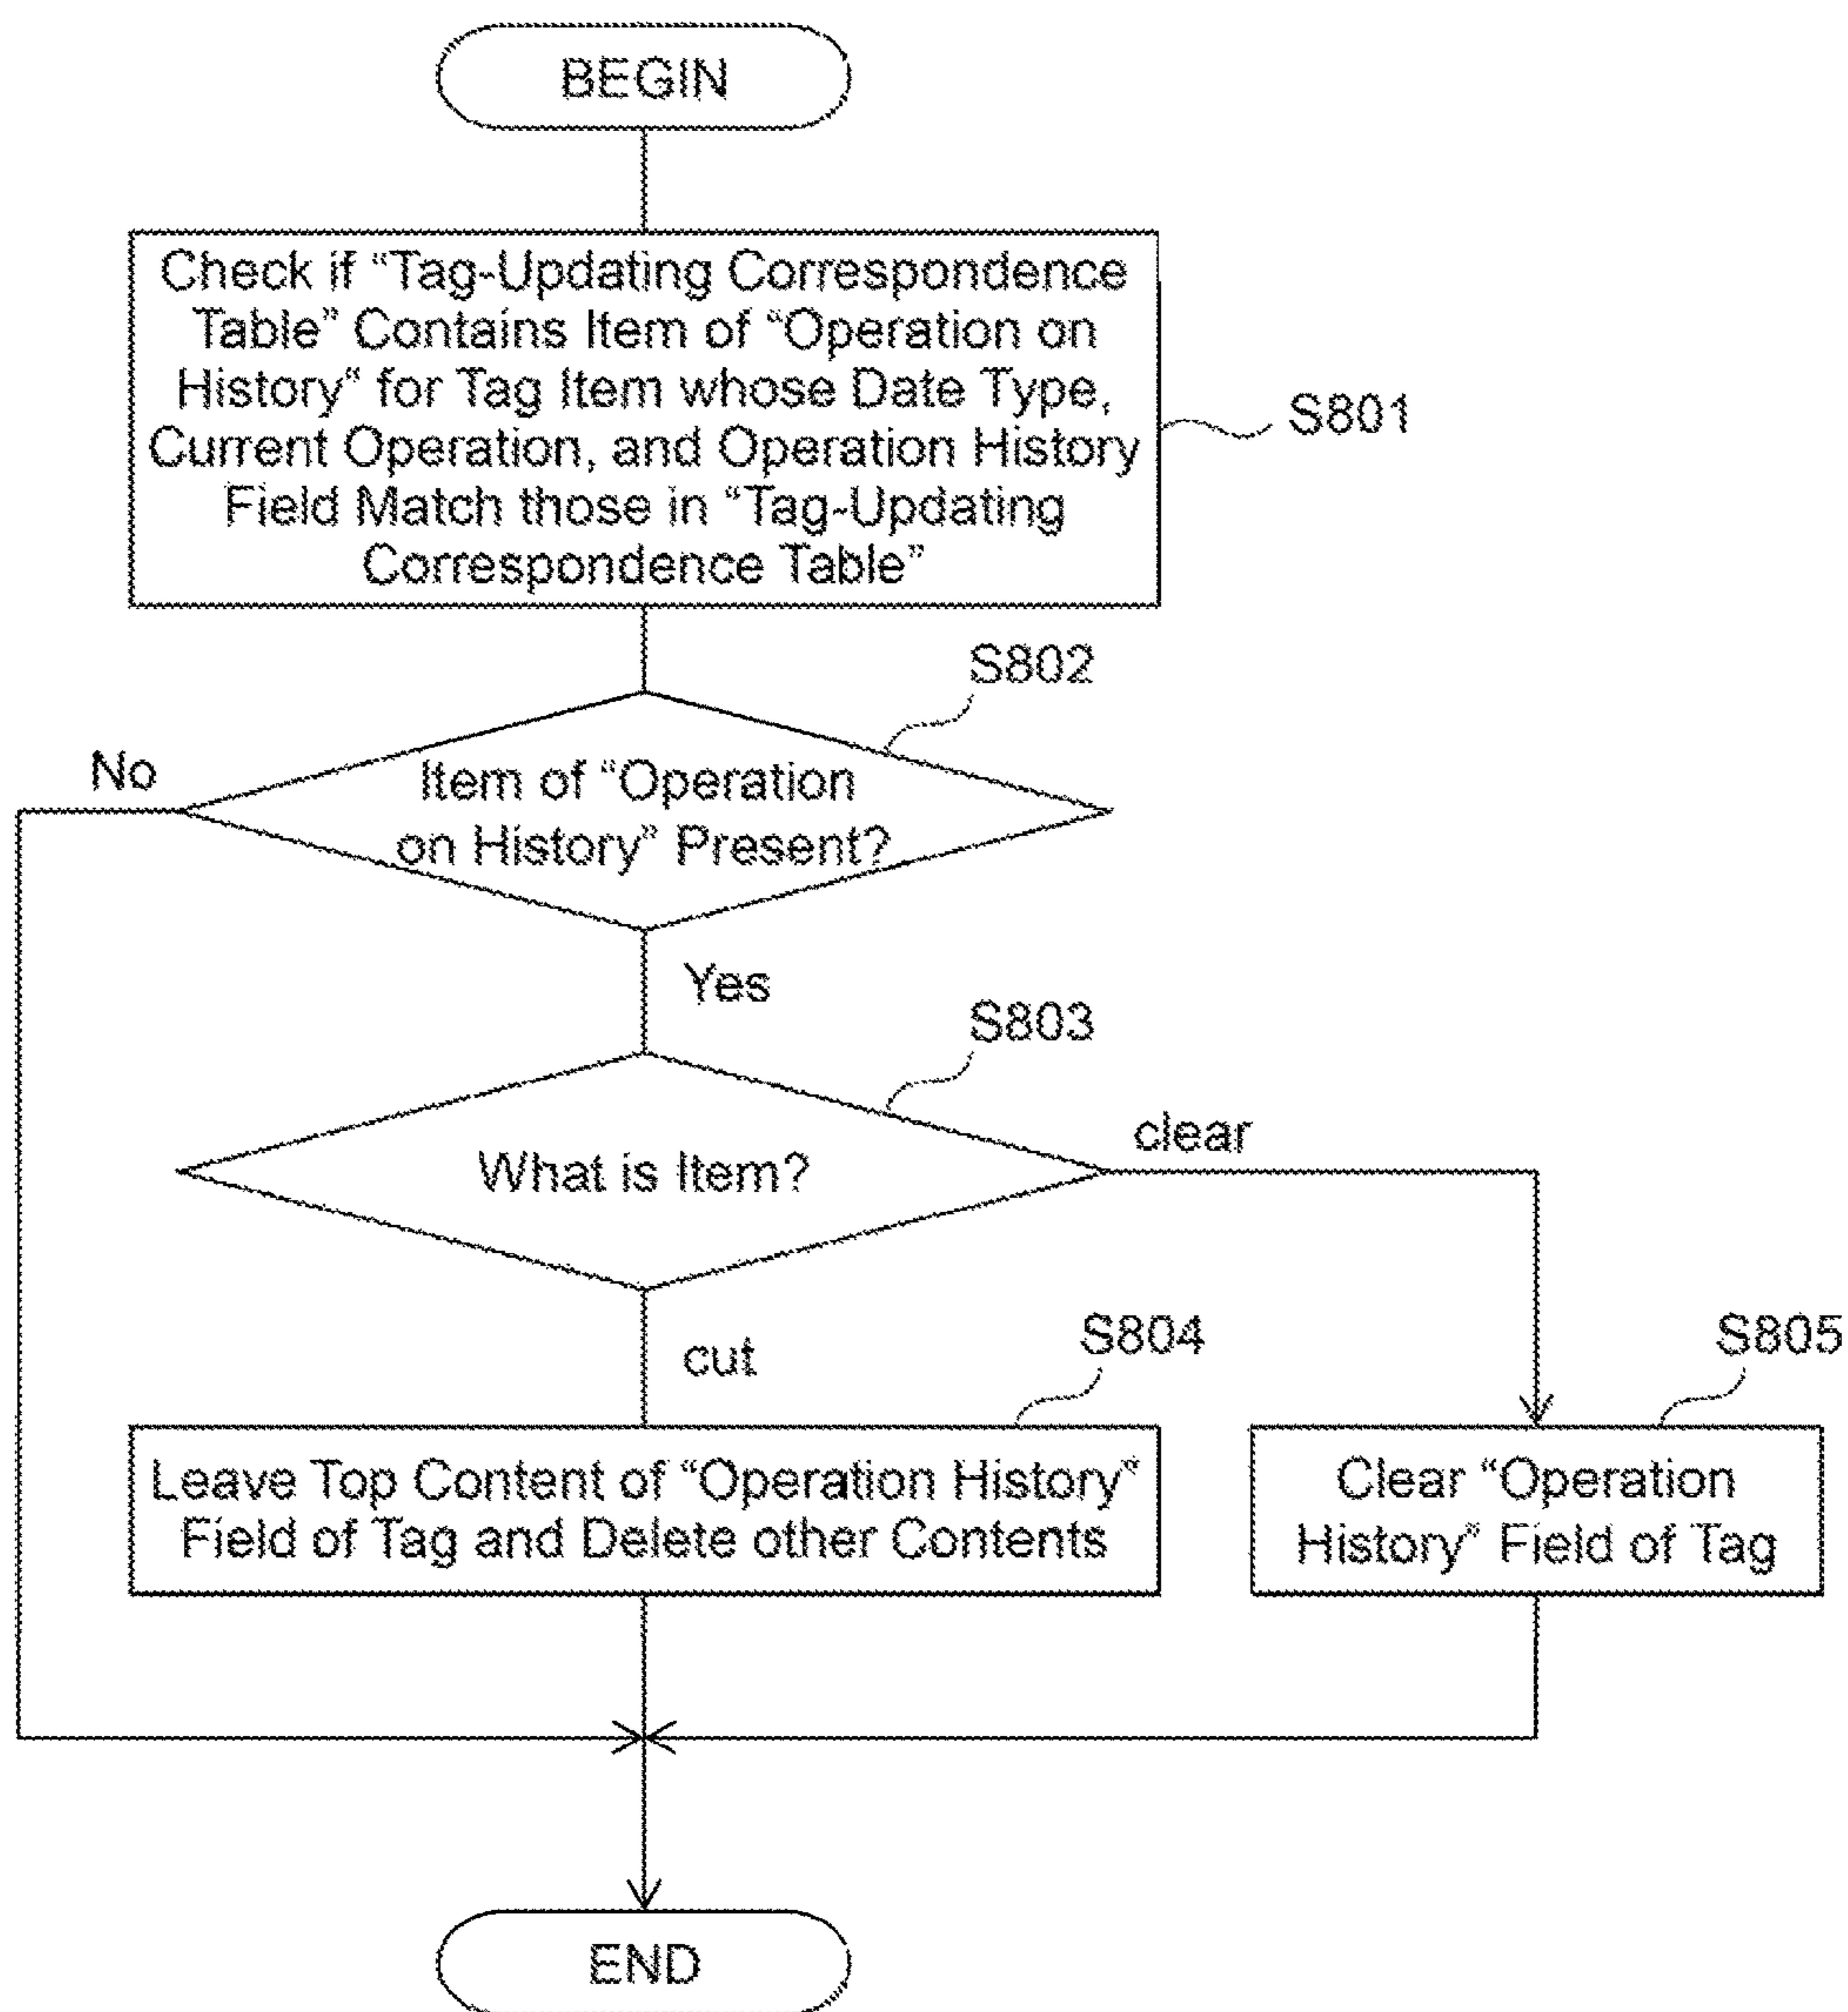 BEGIN
Check if “Tag-Updating Correspondence
Table” Contains Item of “Operation on
History“ for Tag Item whose Date Type,
Current Operation, and Operation History
Field Match those in “Tag-Updating
Correspondence Table”
S801
S802
No
Item of “Operation
on History” Present?
Yes
S803
What is Item?
clear
cut
S804
S805
Leave Top Content of “Operation History”
Field of Tag and Delete other Contents
Clear “Operation
History” Field of Tag
END